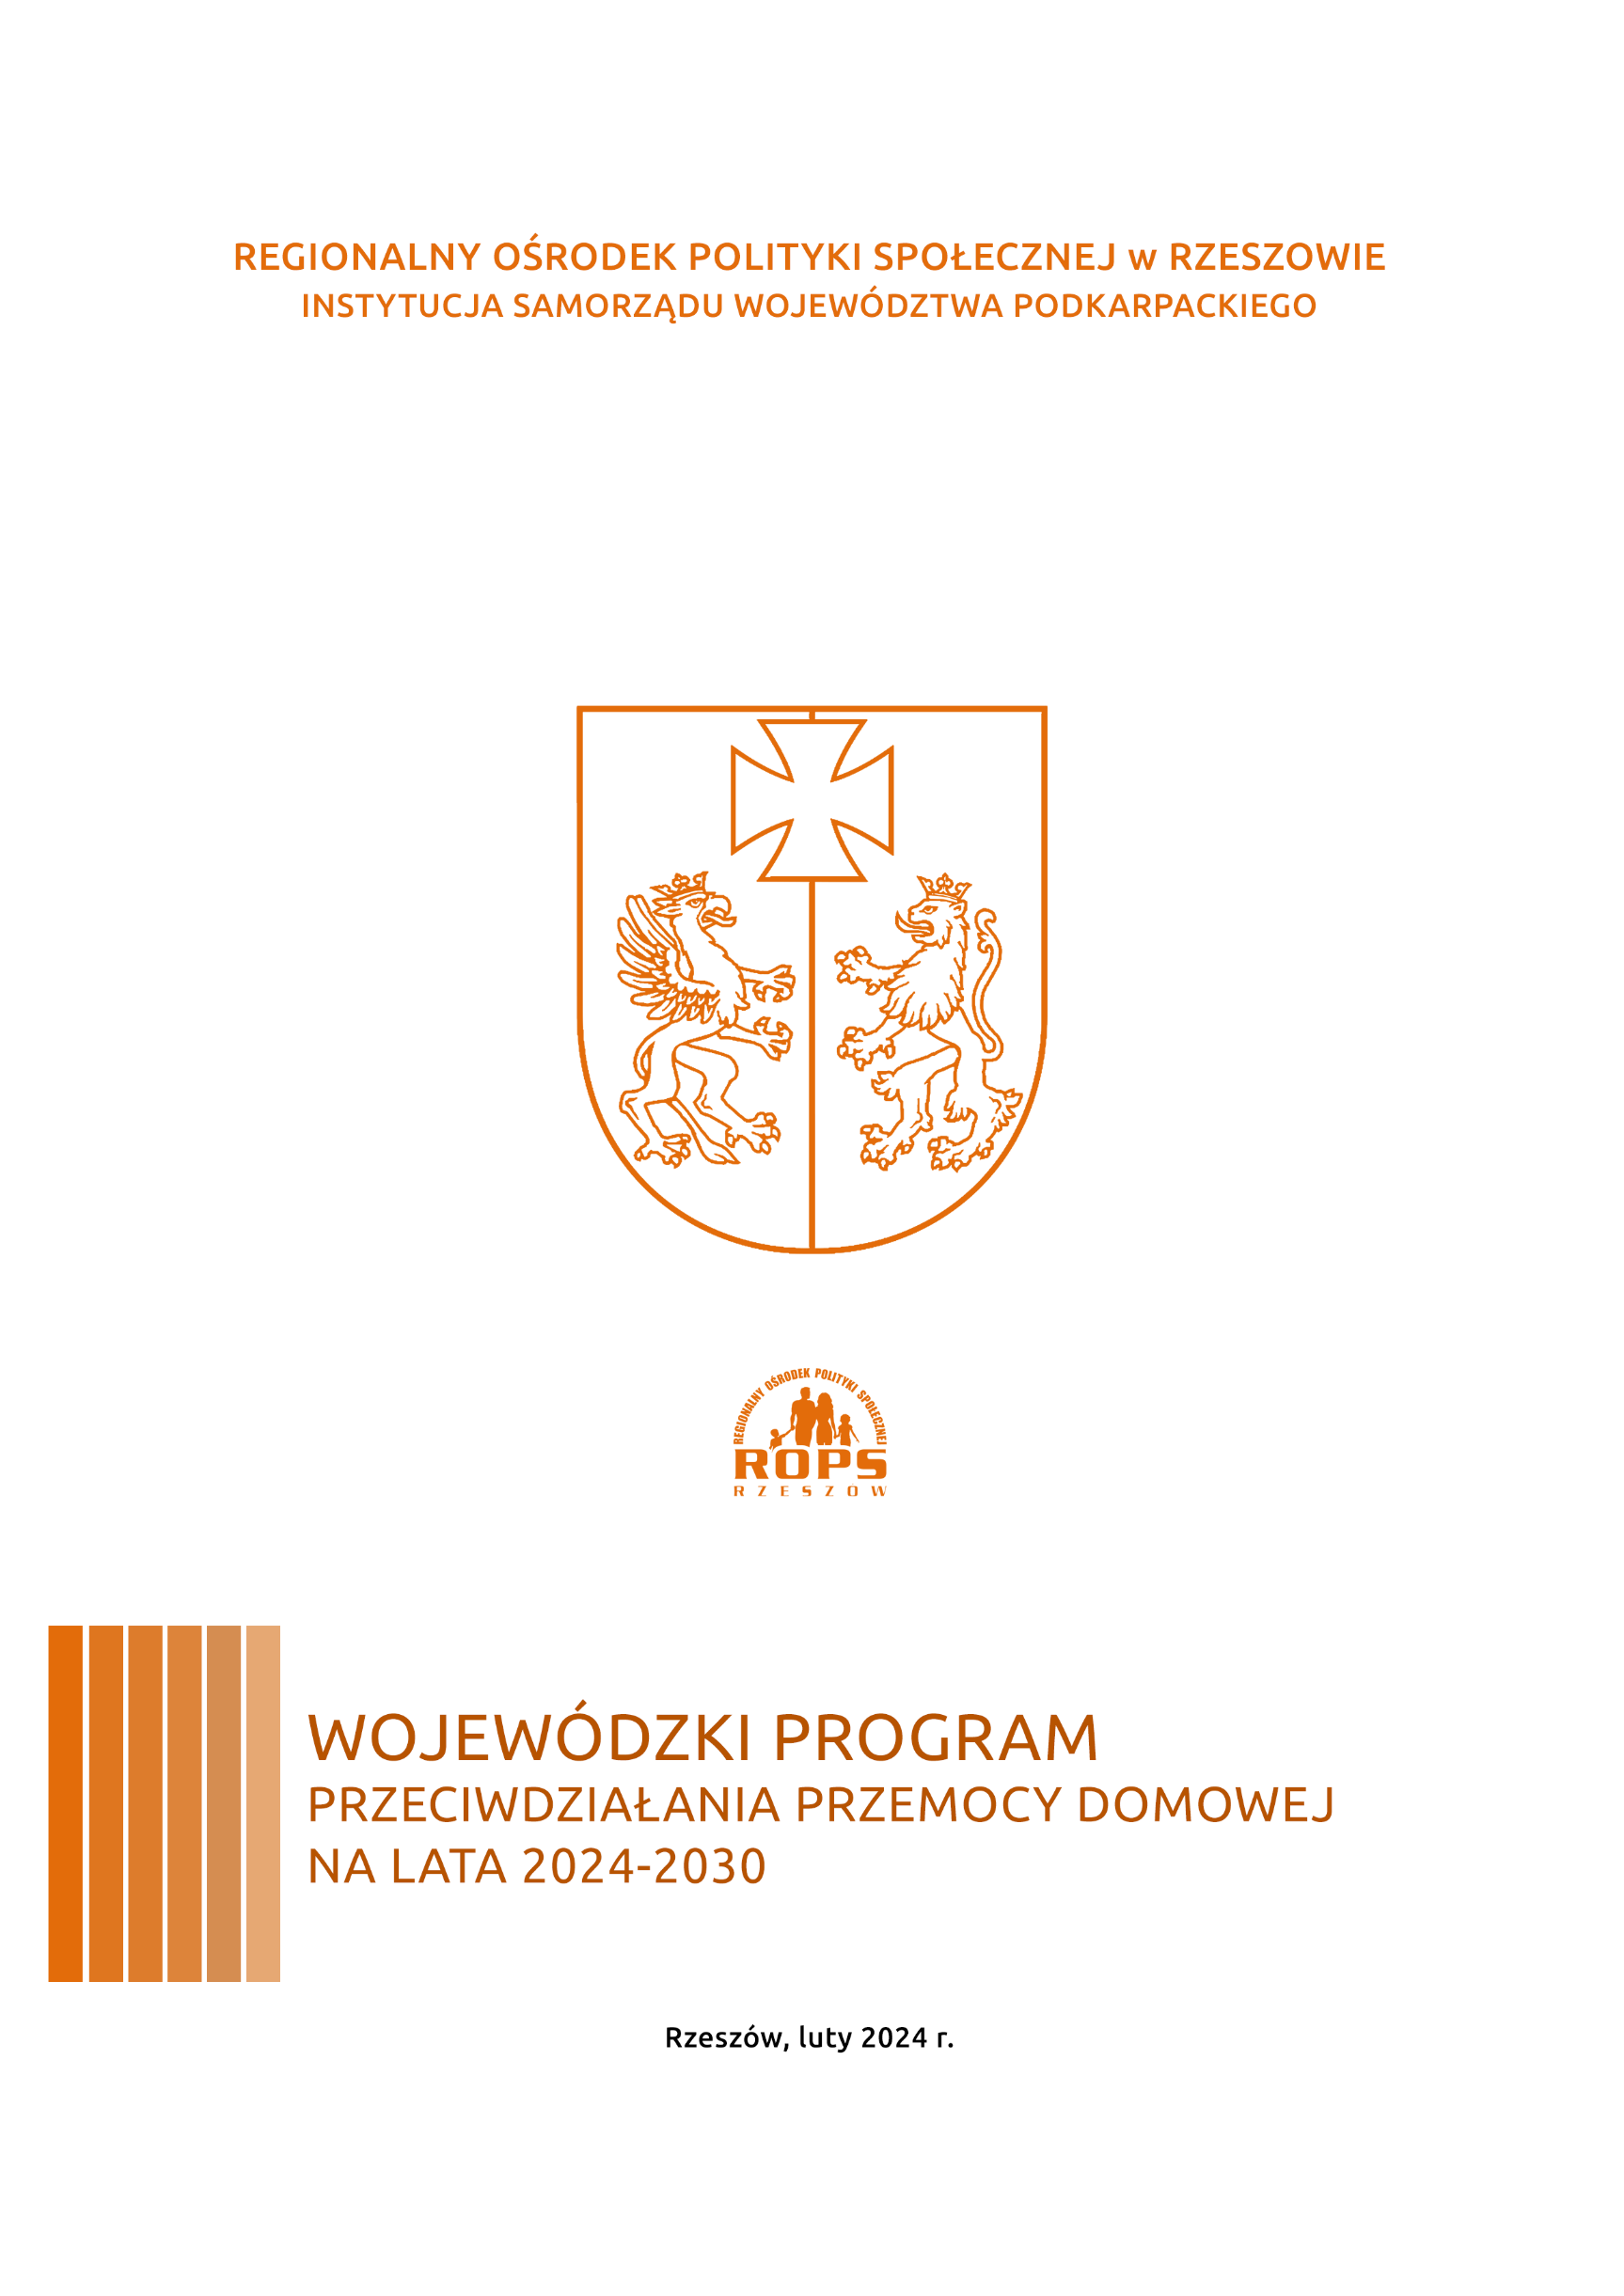 REGIONALNY OŚRODEK POLITYKI SPOŁECZNEJ w RZESZOWIE
INSTYTUCJA SAMORZĄDU WOJEWÓDZTWA PODKARPACKIEGO
REGIONALNY OŚRODEK POLITYKI SPOŁECZNEJ
ROPS
RZESZÓW
WOJEWÓDZKI PROGRAM
PRZECIWDZIAŁANIA PRZEMOCY DOMOWEJ
NA LATA 2024-2030
Rzeszów, luty 2024 r.